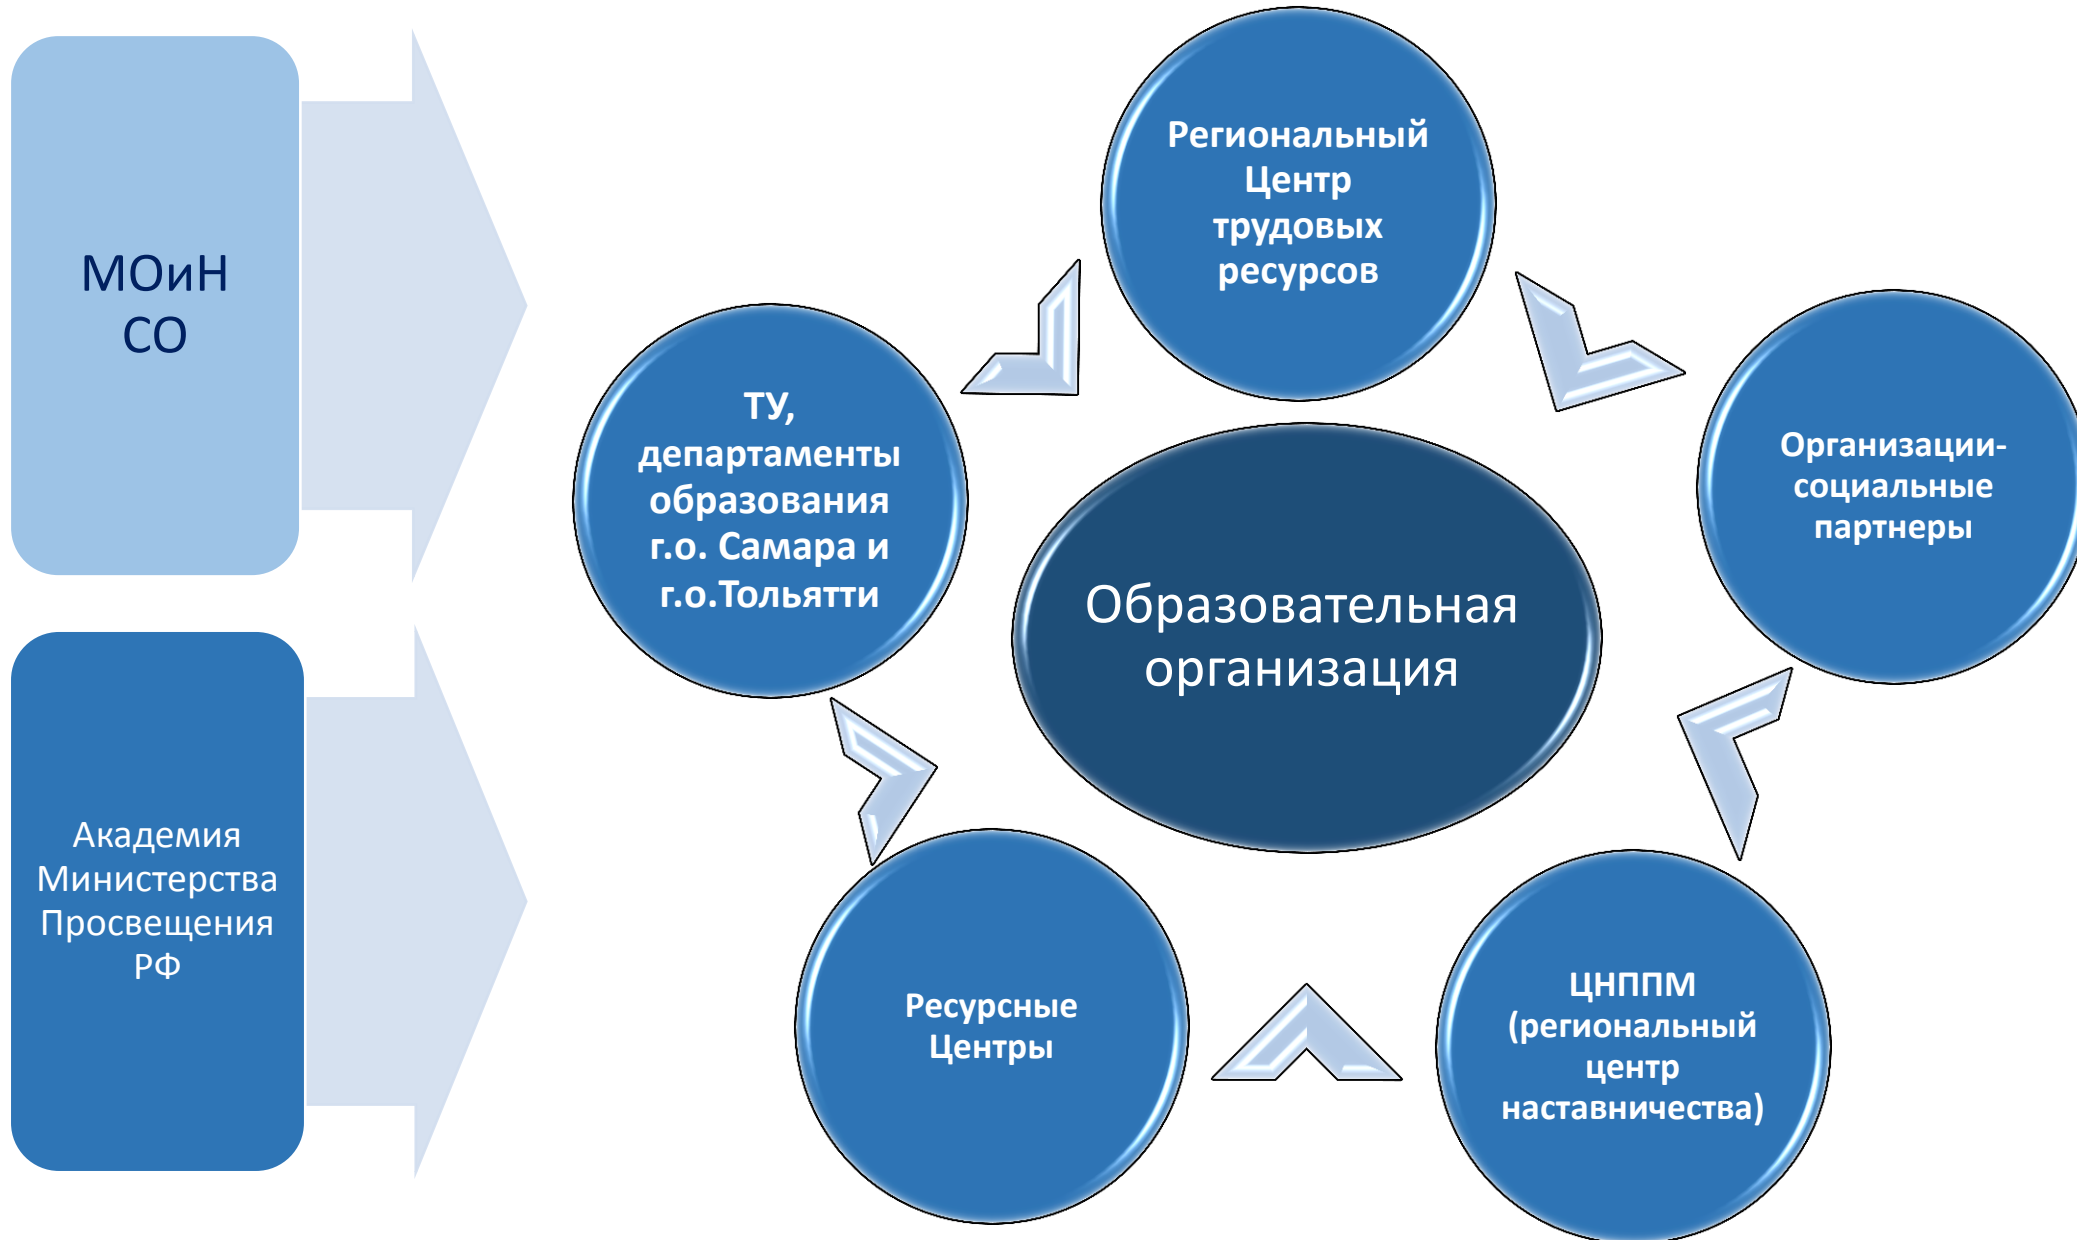 МОиН
СО
Академия
Министерства
Просвещения
РФ
Региональный
Центр
трудовых
ресурсов
ТУ,
департаменты
образования
г.о. Самара и
г.о.Тольятти
Организации-
социальные
партнеры
Образовательная
организация
Ресурсные
Центры
ЦНППМ
(региональный
центр
наставничества)